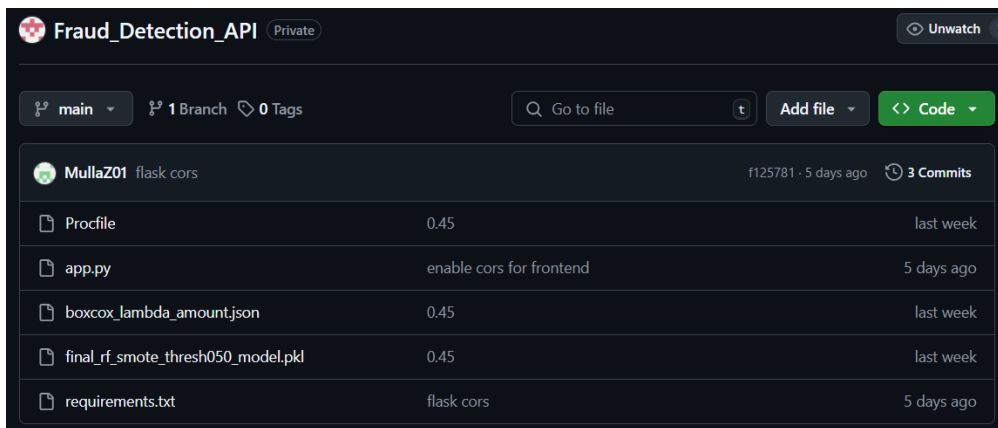 Fraud_Detection_API Private Unwatch
main 1 Branch 0 Tags Go to file t Add file Code
MullaZ01 flask cors f125781 · 5 days ago 3 Commits
Procfile 0.45 last week
app.py enable cors for frontend 5 days ago
boxcox_lambda_amount.json 0.45 last week
final_rf_smote_thresh050_model.pkl 0.45 last week
requirements.txt flask cors 5 days ago